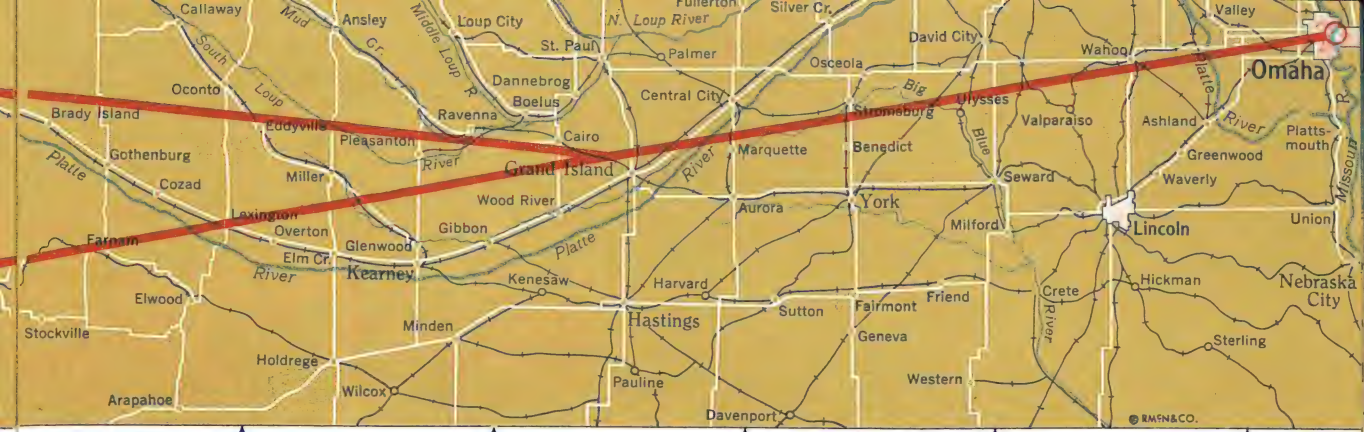 Callaway
Mud
Ansley
Middle Loup R.
Loup City
N. Loup River
Fullerton
Silver Cr.
David City
Valley
St. Paul
Palmer
Osceola
Wahoo
Platte
Omaha
South
Loup
Gr.
Oconto
Dannebrog
Boelus
Central City
Big
Ulysses
Brady Island
Eddyville
Ravenna
Pleasanton
Cairo
Stromsburg
Valparaiso
Ashland
River
Platts-
mouth
R.
Gothenburg
River
Grand Island
River
Marquette
Benedict
Blue
Greenwood
Platte
Miller
Cozad
Wood River
Aurora
York
Seward
Waverly
Missouri
Lexington
Overton
Gibbon
Platte
Milford
Lincoln
Union
Farnam
Glenwood
Elm Cr.
Kearney
River
Kenesaw
Harvard
Crete
Hickman
Nebraska
City
Elwood
Sutton
Fairmont
Friend
River
Stockville
Minden
Hastings
Geneva
Sterling
Holdrege
Wilcox
Pauline
Western
Arapahoe
Davenport
© RMCN&CO.